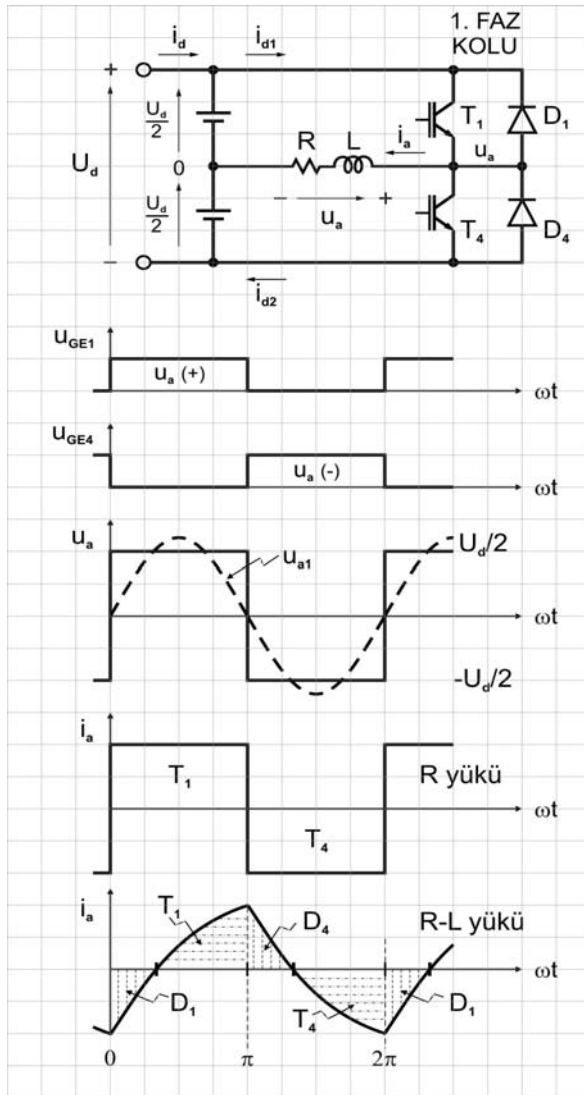 1. FAZ
KOLU
i_d i_d1
+
U_d/2
R L
i_a
T_1
D_1
U_d
0
u_a
U_d/2
− u_a +
T_4
D_4
−
i_d2
u_GE1
u_a (+)
ωt
u_GE4
u_a (-)
ωt
u_a
U_d/2
u_a1
ωt
-U_d/2
i_a
T_1
R yükü
ωt
T_4
i_a
T_1
D_4
R-L yükü
ωt
D_1
T_4
D_1
0 π 2π